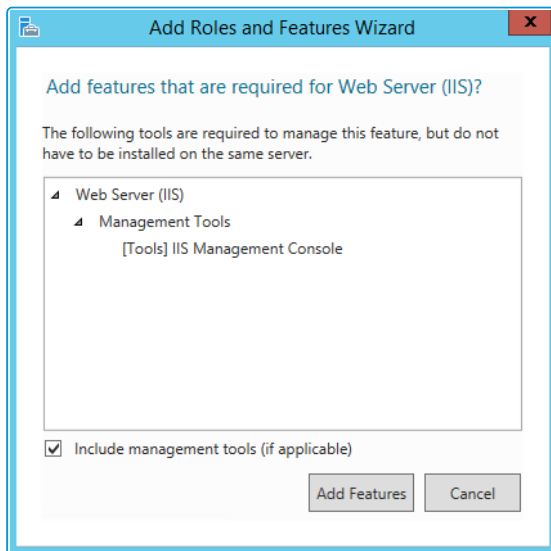 Add Roles and Features Wizard
x
Add features that are required for Web Server (IIS)?
The following tools are required to manage this feature, but do not
have to be installed on the same server.
Web Server (IIS)
Management Tools
[Tools] IIS Management Console
Include management tools (if applicable)
Add Features
Cancel